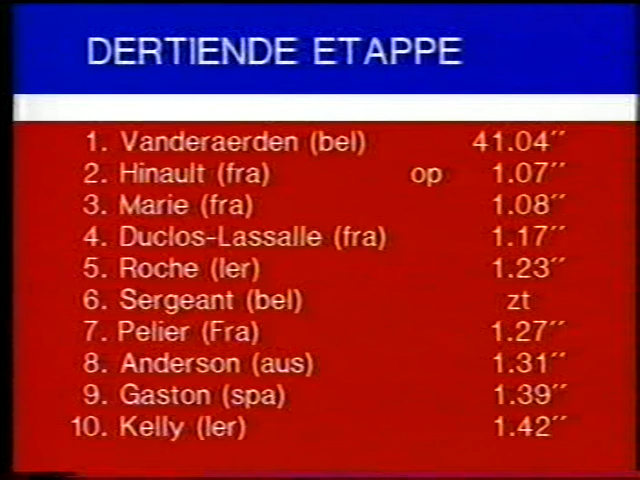 DERTIENDE ETAPPE
1. Vanderaerden (bel) 41.04´´
2. Hinault (fra) op 1.07´´
3. Marie (fra) 1.08´´
4. Duclos-Lassalle (fra) 1.17´´
5. Roche (ler) 1.23´´
6. Sergeant (bel) zt
7. Pelier (Fra) 1.27´´
8. Anderson (aus) 1.31´´
9. Gaston (spa) 1.39´´
10. Kelly (ler) 1.42´´